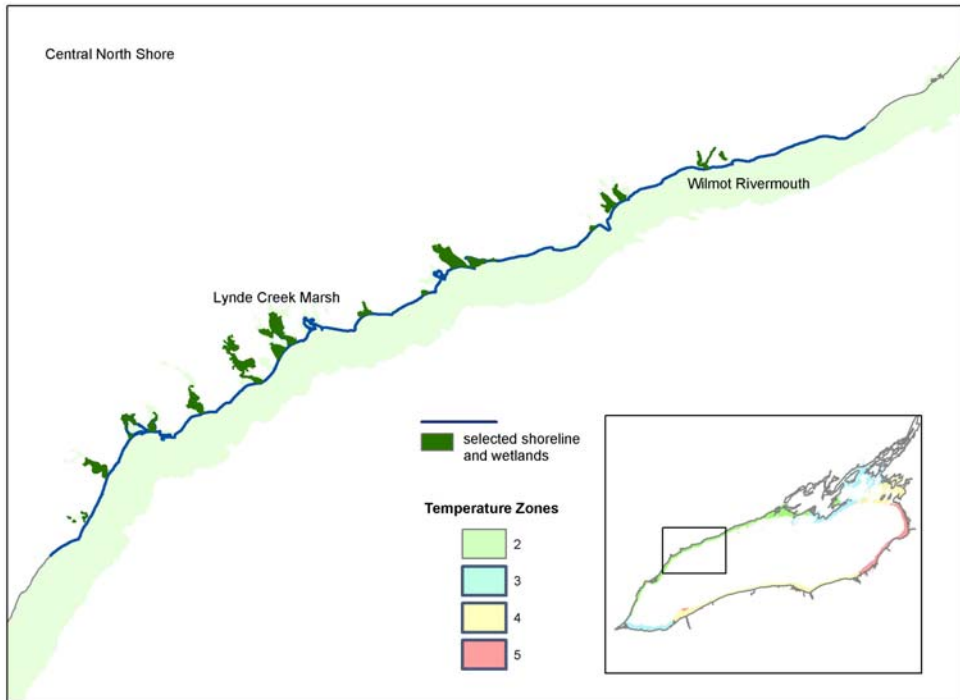 Central North Shore
Wilmot Rivermouth
Lynde Creek Marsh
selected shoreline
and wetlands
Temperature Zones
2
3
4
5